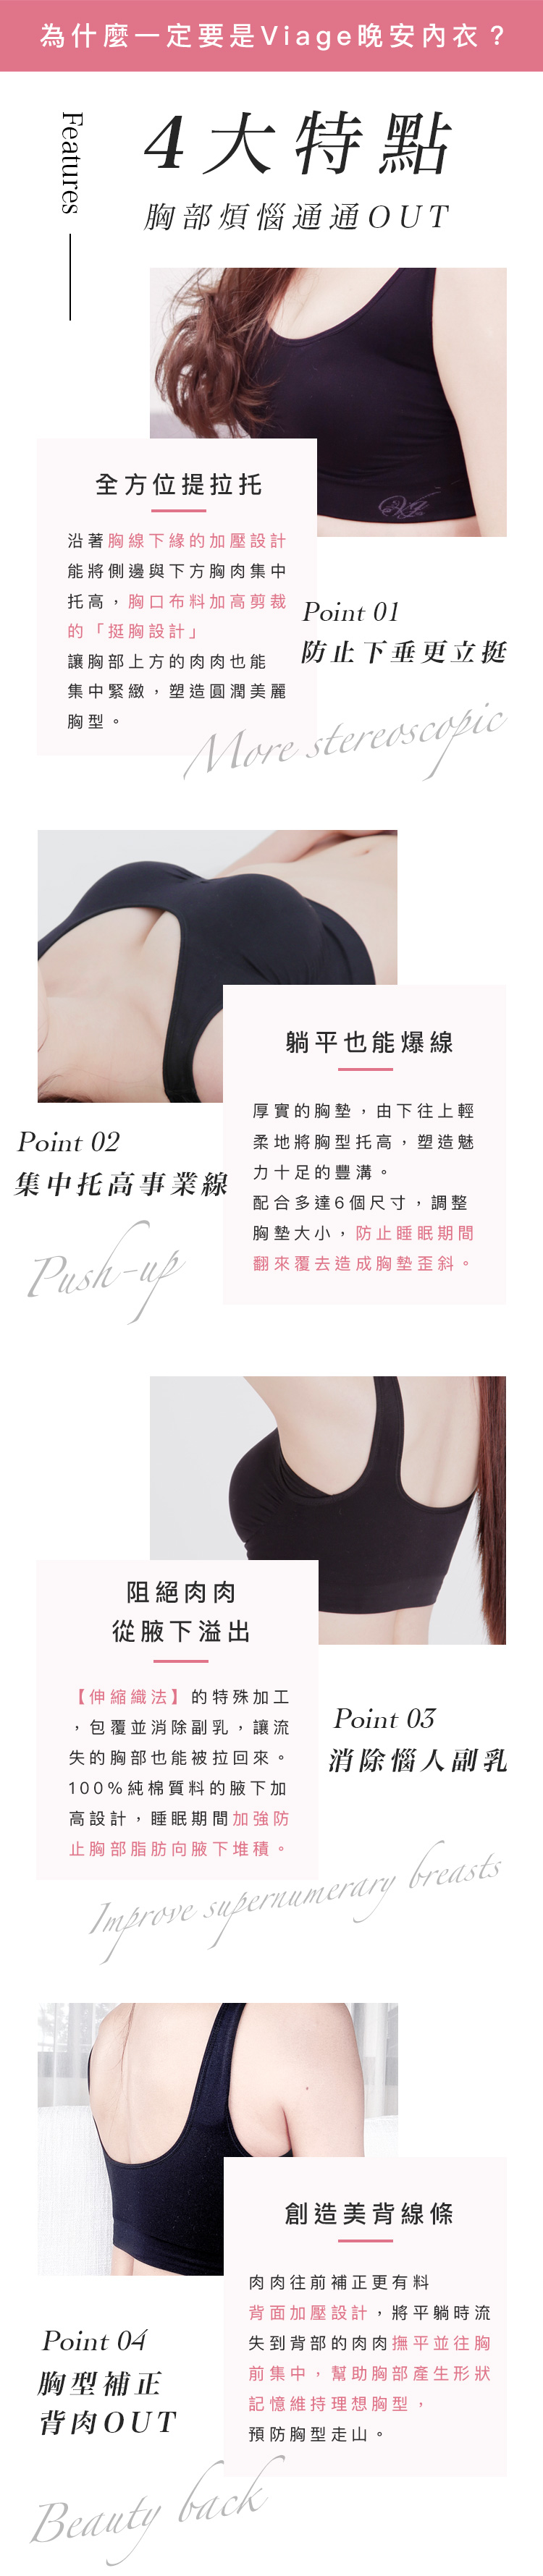 為什麼一定要是Viage晚安內衣？
Features
4大特點
胸部煩惱通通OUT
全方位提拉托
沿著胸線下緣的加壓設計
能將側邊與下方胸肉集中
托高，胸口布料加高剪裁
的「挺胸設計」
讓胸部上方的肉肉也能
集中緊緻，塑造圓潤美麗
胸型。
Point 01
防止下垂更立挺
More stereoscopic
躺平也能爆線
厚實的胸墊，由下往上輕
柔地將胸型托高，塑造魅
力十足的豐溝。
配合多達6個尺寸，調整
胸墊大小，防止睡眠期間
翻來覆去造成胸墊歪斜。
Point 02
集中托高事業線
Push-up
阻絕肉肉
從腋下溢出
【伸縮織法】的特殊加工
，包覆並消除副乳，讓流
失的胸部也能被拉回來。
100%純棉質料的腋下加
高設計，睡眠期間加強防
止胸部脂肪向腋下堆積。
Point 03
消除惱人副乳
Improve supernumerary breasts
創造美背線條
肉肉往前補正更有料
背面加壓設計，將平躺時流
失到背部的肉肉撫平並往胸
前集中，幫助胸部產生形狀
記憶維持理想胸型，
預防胸型走山。
Point 04
胸型補正
背肉OUT
Beauty back